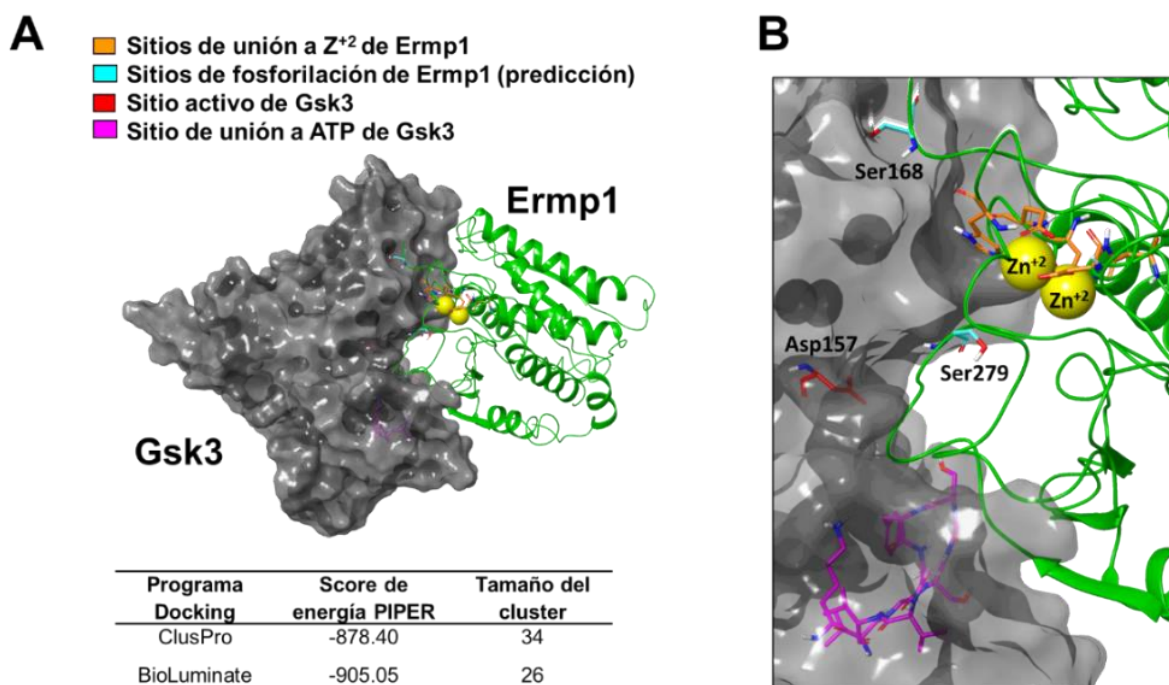 A
Sitios de unión a Z⁺² de Ermp1
Sitios de fosforilación de Ermp1 (predicción)
Sitio activo de Gsk3
Sitio de unión a ATP de Gsk3
Ermp1
Gsk3
Programa Docking Score de energía PIPER Tamaño del cluster
ClusPro -878.40 34
BioLuminate -905.05 26
B
Ser168
Zn⁺²
Zn⁺²
Asp157
Ser279